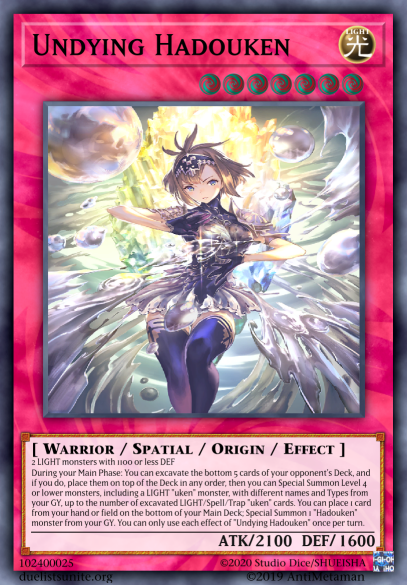 UNDYING HADOUKEN
LIGHT
光
[ WARRIOR / SPATIAL / ORIGIN / EFFECT ]
2 LIGHT monsters with 1100 or less DEF
During your Main Phase: You can excavate the bottom 5 cards of your opponent's Deck, and
if you do, place them on top of the Deck in any order, then you can Special Summon Level 4
or lower monsters, including a LIGHT "uken" monster, with different names and Types from
your GY, up to the number of excavated LIGHT/Spell/Trap "uken" cards. You can place 1 card
from your hand or field on the bottom of your Main Deck; Special Summon 1 "Hadouken"
monster from your GY. You can only use each effect of "Undying Hadouken" once per turn.
ATK/2100 DEF/1600
102400025 ©2020 Studio Dice/SHUEISHA
duelistsunite.org ©2019 AntiMetaman